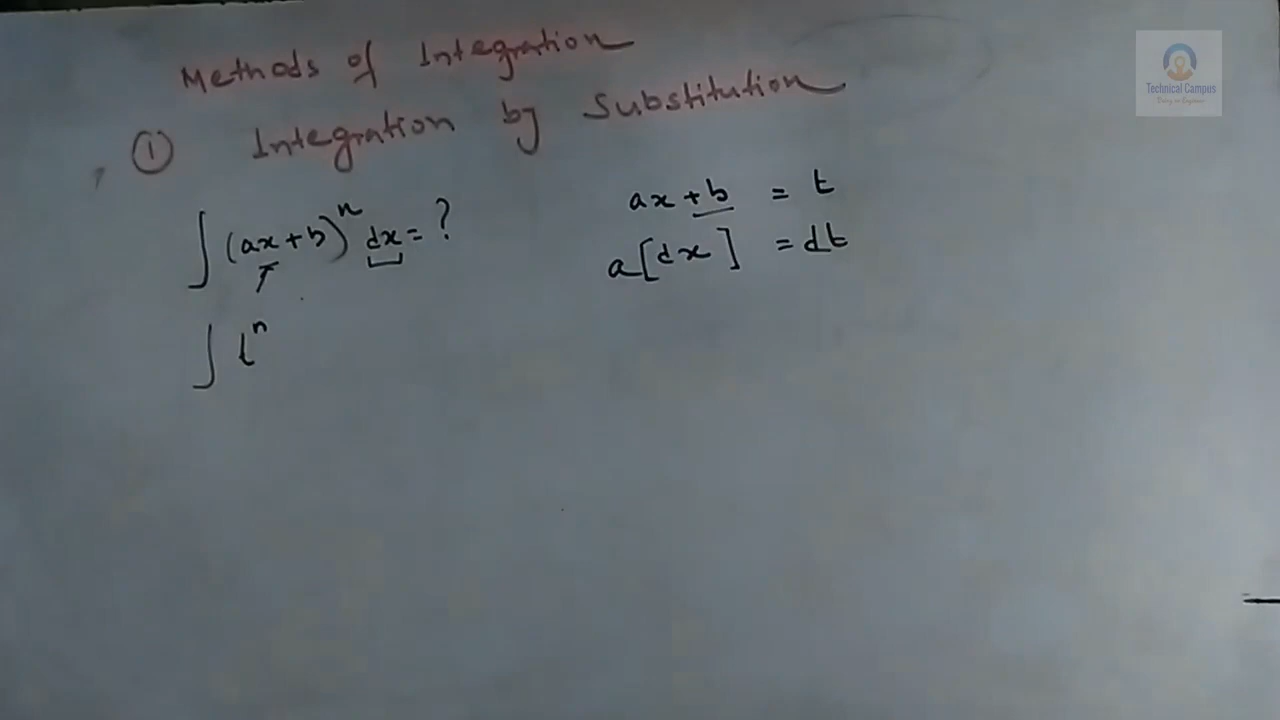 Methods of Integration
① Integration by Substitution
∫(ax+b)ⁿ dx = ?
ax + b = t
a[dx] = dt
∫ tⁿ
Technical Campus